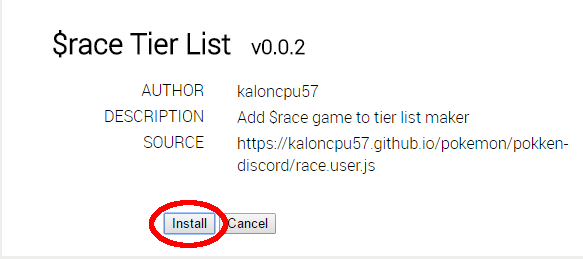 $race Tier List v0.0.2
AUTHOR kaloncpu57
DESCRIPTION Add $race game to tier list maker
SOURCE https://kaloncpu57.github.io/pokemon/pokken-
discord/race.user.js
Install Cancel